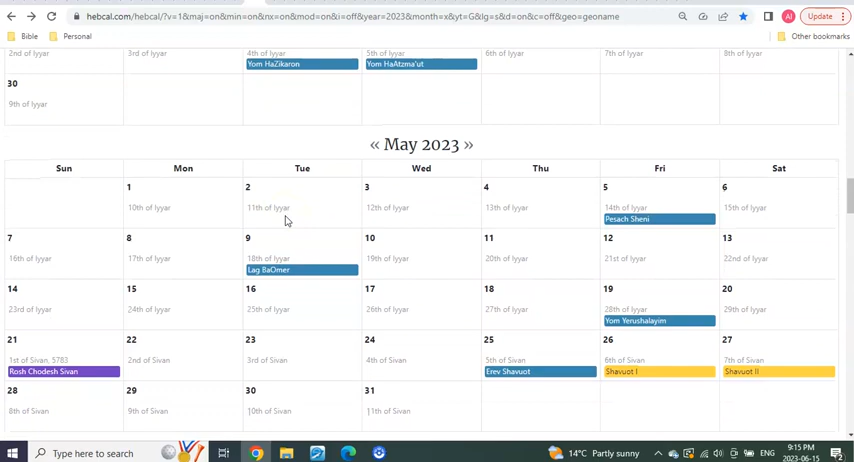 hebcal.com/hebcal/?v=1&maj=on&min=on&nx=on&mod=on&i=off&year=2023&month=x&yt=G&lg=s&d=on&c=off&geo=geoname
Update
Bible Personal Other bookmarks
2nd of Iyyar 3rd of Iyyar 4th of Iyyar 5th of Iyyar 6th of Iyyar 7th of Iyyar 8th of Iyyar
Yom HaZikaron Yom HaAtzma'ut
30
9th of Iyyar
« May 2023 »
Sun Mon Tue Wed Thu Fri Sat
1 2 3 4 5 6
10th of Iyyar 11th of Iyyar 12th of Iyyar 13th of Iyyar 14th of Iyyar 15th of Iyyar
Pesach Sheni
7 8 9 10 11 12 13
16th of Iyyar 17th of Iyyar 18th of Iyyar 19th of Iyyar 20th of Iyyar 21st of Iyyar 22nd of Iyyar
Lag BaOmer
14 15 16 17 18 19 20
23rd of Iyyar 24th of Iyyar 25th of Iyyar 26th of Iyyar 27th of Iyyar 28th of Iyyar 29th of Iyyar
Yom Yerushalayim
21 22 23 24 25 26 27
1st of Sivan, 5783 2nd of Sivan 3rd of Sivan 4th of Sivan 5th of Sivan 6th of Sivan 7th of Sivan
Rosh Chodesh Sivan Erev Shavuot Shavuot I Shavuot II
28 29 30 31
8th of Sivan 9th of Sivan 10th of Sivan 11th of Sivan
Type here to search 14°C Partly sunny ENG 9:15 PM
2023-06-15
2